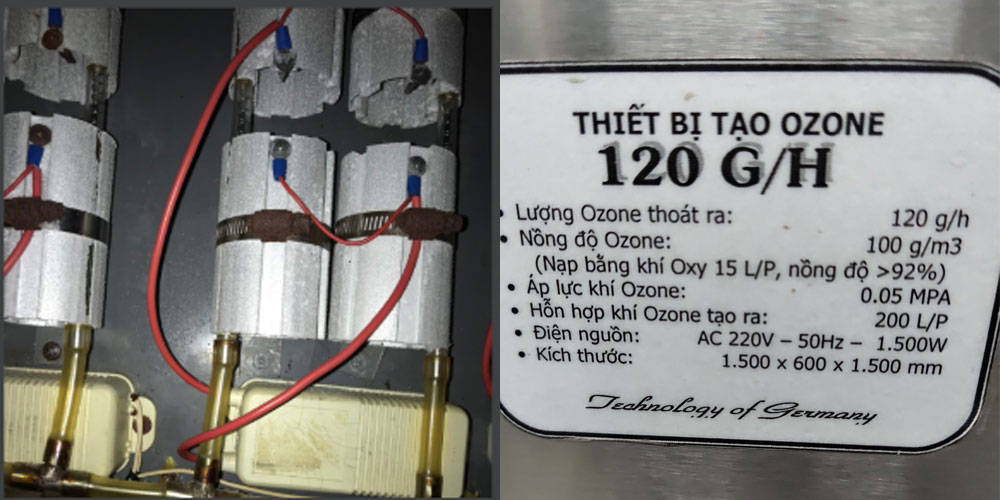 THIẾT BỊ TẠO OZONE
120 G/H
• Lượng Ozone thoát ra: 120 g/h
• Nồng độ Ozone: 100 g/m3
(Nạp bằng khí Oxy 15 L/P, nồng độ >92%)
• Áp lực khí Ozone: 0.05 MPA
• Hỗn hợp khí Ozone tạo ra: 200 L/P
• Điện nguồn: AC 220V – 50Hz – 1.500W
• Kích thước: 1.500 x 600 x 1.500 mm
Technology of Germany